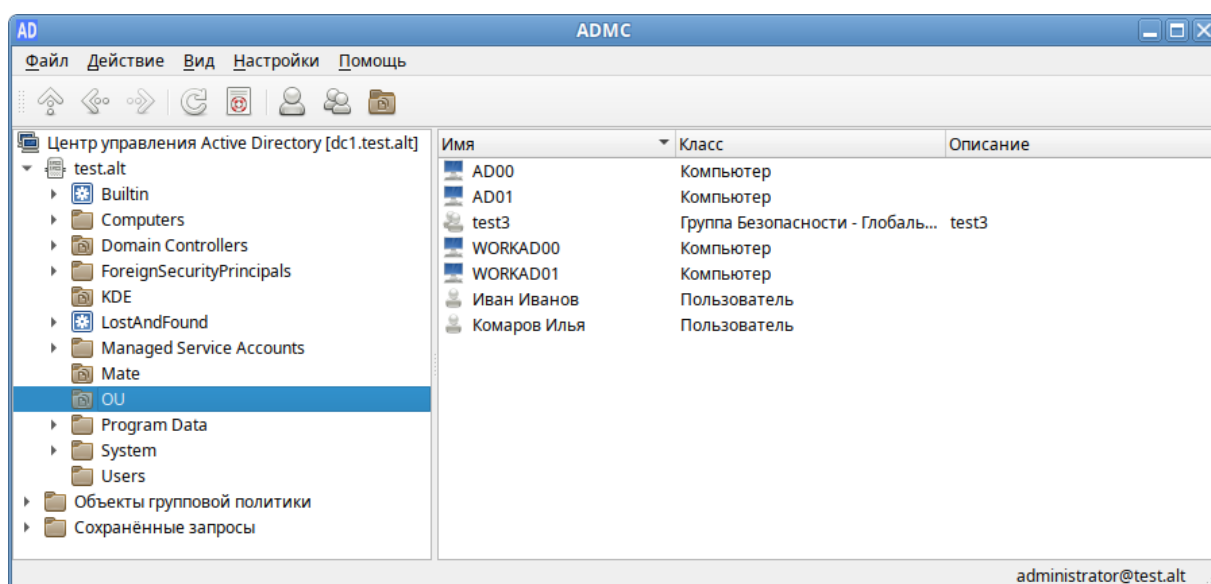 AD ADMC
Файл Действие Вид Настройки Помощь
Центр управления Active Directory [dc1.test.alt]
test.alt
Builtin
Computers
Domain Controllers
ForeignSecurityPrincipals
KDE
LostAndFound
Managed Service Accounts
Mate
OU
Program Data
System
Users
Объекты групповой политики
Сохранённые запросы
Имя Класс Описание
AD00 Компьютер
AD01 Компьютер
test3 Группа Безопасности - Глобаль... test3
WORKAD00 Компьютер
WORKAD01 Компьютер
Иван Иванов Пользователь
Комаров Илья Пользователь
administrator@test.alt